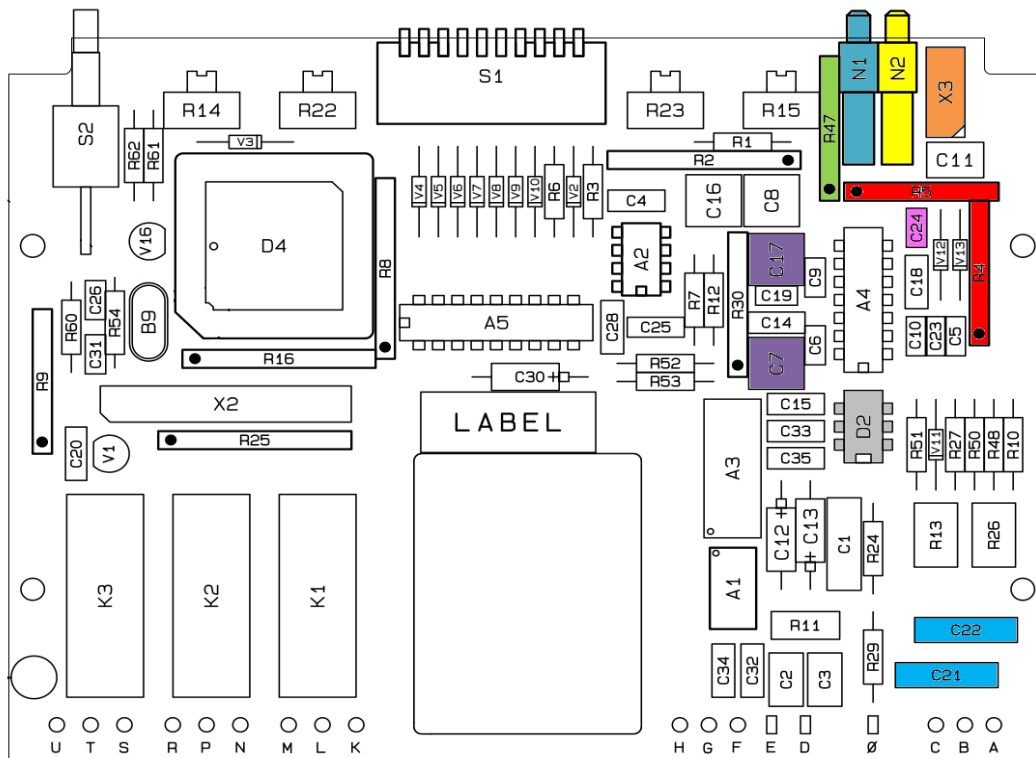 S1
N1 N2
X3
R14 R22 R23 R15
S2
R47
R62 R61
V3
R1
R2
C11
V4 V5 V6 V7 V8 V9 V10 R6 V2 R3
C4
C16 C8
R5
V16
D4
R8
A2
C17
C24
V12 V13
R4
C9
A4
C18
R60 C26 R54 B9
R7 R12 R30
C19
A5
C28 C25
C14
C31
C6
C10 C23 C5
R16
R9
R52
C7
C30
R53
X2
C15
LABEL
D2
R25
C33
C20 V1
R51 V11 R27 R50 R48 R10
C35
A3
C12 + C13 +
C1 R24
R13 R26
K3 K2 K1
A1
R11
C22
R29
C34 C32 C2 C3
C21
U T S R P N M L K H G F E D Ø C B A